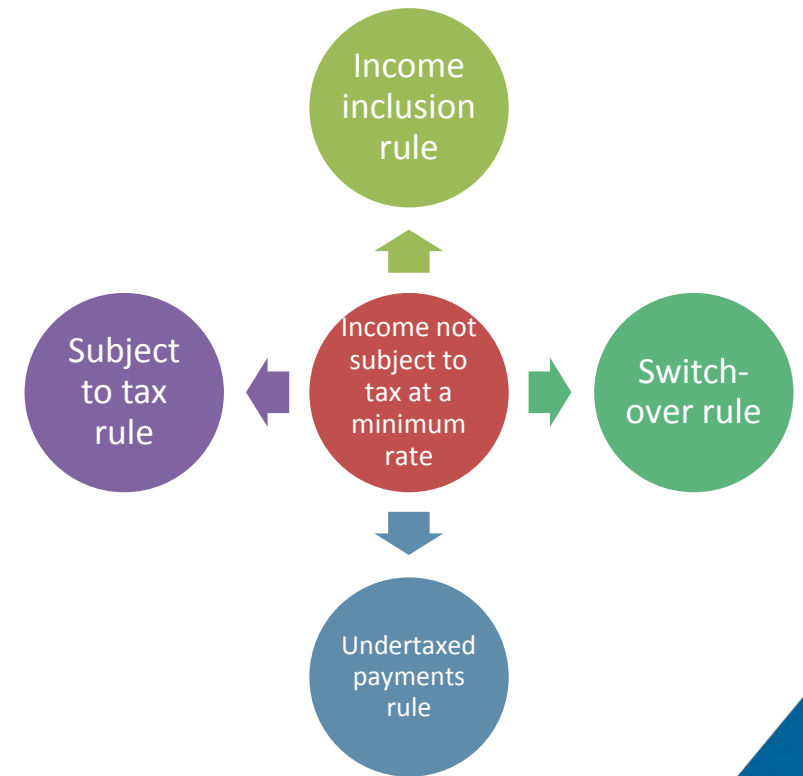 Income
inclusion
rule
Subject
to tax
rule
Income not
subject to
tax at a
minimum
rate
Switch-
over rule
Undertaxed
payments
rule